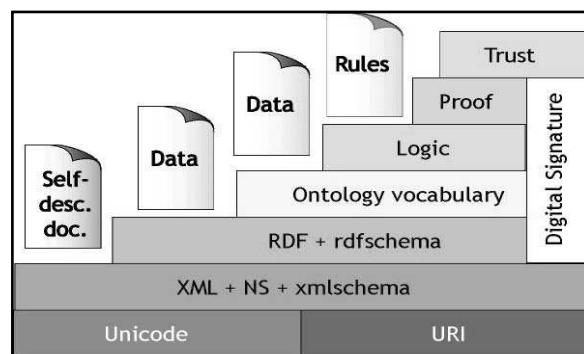 Trust
Rules
Proof
Data
Logic
Data
Digital Signature
Self-
desc.
doc.
Ontology vocabulary
RDF + rdfschema
XML + NS + xmlschema
Unicode
URI